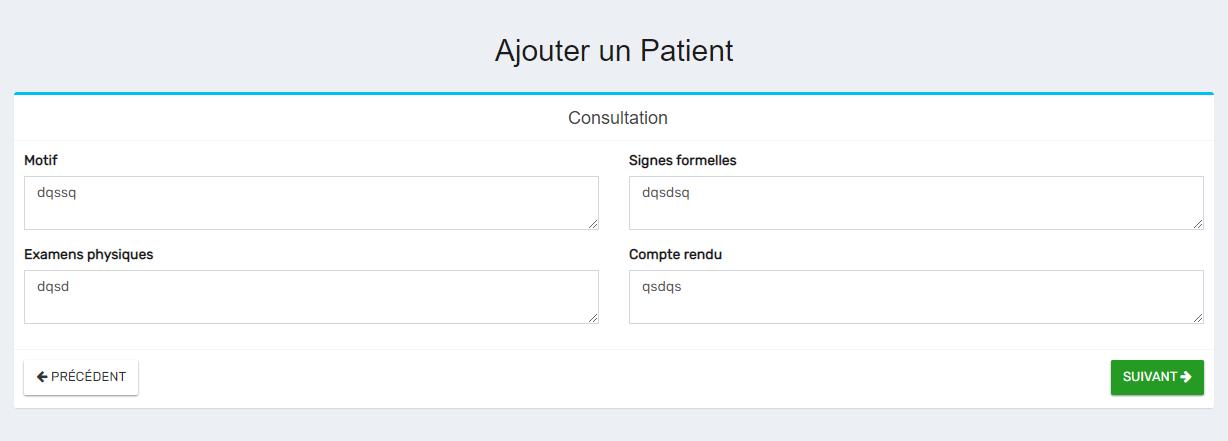 Ajouter un Patient
Consultation
Motif
dqssq
Signes formelles
dqsdsq
Examens physiques
dqsd
Compte rendu
qsdqs
PRÉCÉDENT
SUIVANT